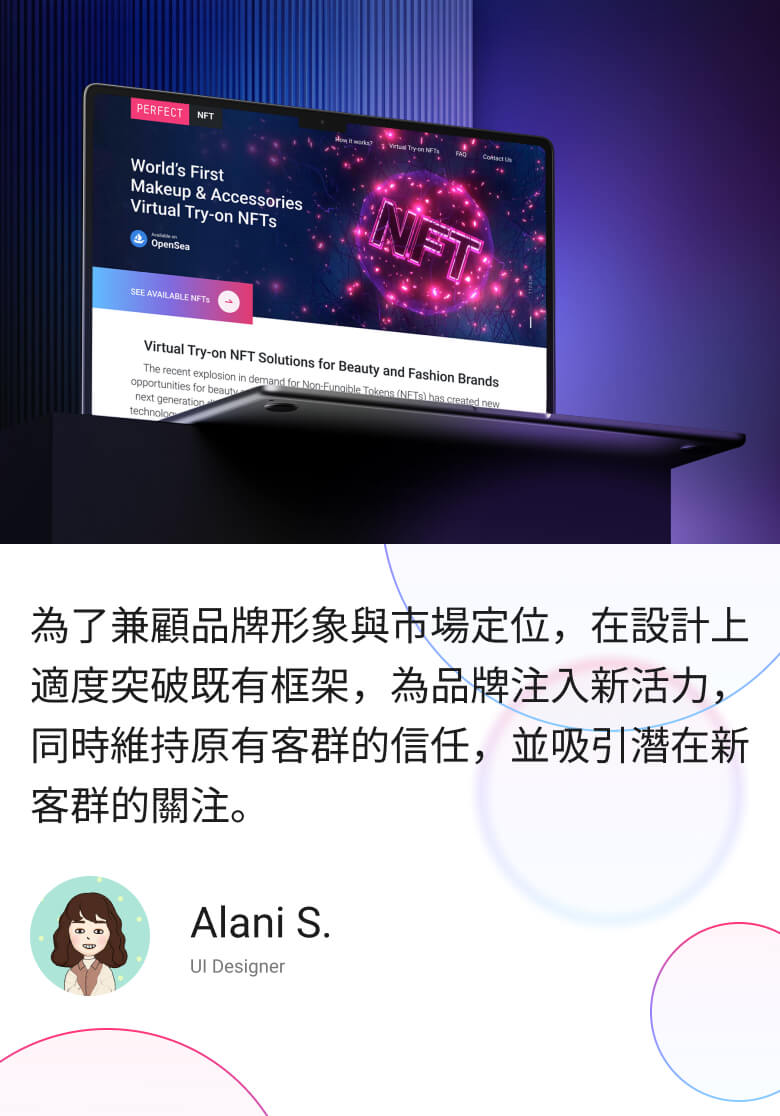 PERFECT NFT
How it works? Virtual Try-on NFTs FAQ Contact Us
World's First
Makeup & Accessories
Virtual Try-on NFTs
Available on
OpenSea
NFT
SEE AVAILABLE NFTs
Virtual Try-on NFT Solutions for Beauty and Fashion Brands
The recent explosion in demand for Non-Fungible Tokens (NFTs) has created new
opportunities for beauty
next generation
technology
為了兼顧品牌形象與市場定位，在設計上
適度突破既有框架，為品牌注入新活力，
同時維持原有客群的信任，並吸引潛在新
客群的關注。
Alani S.
UI Designer